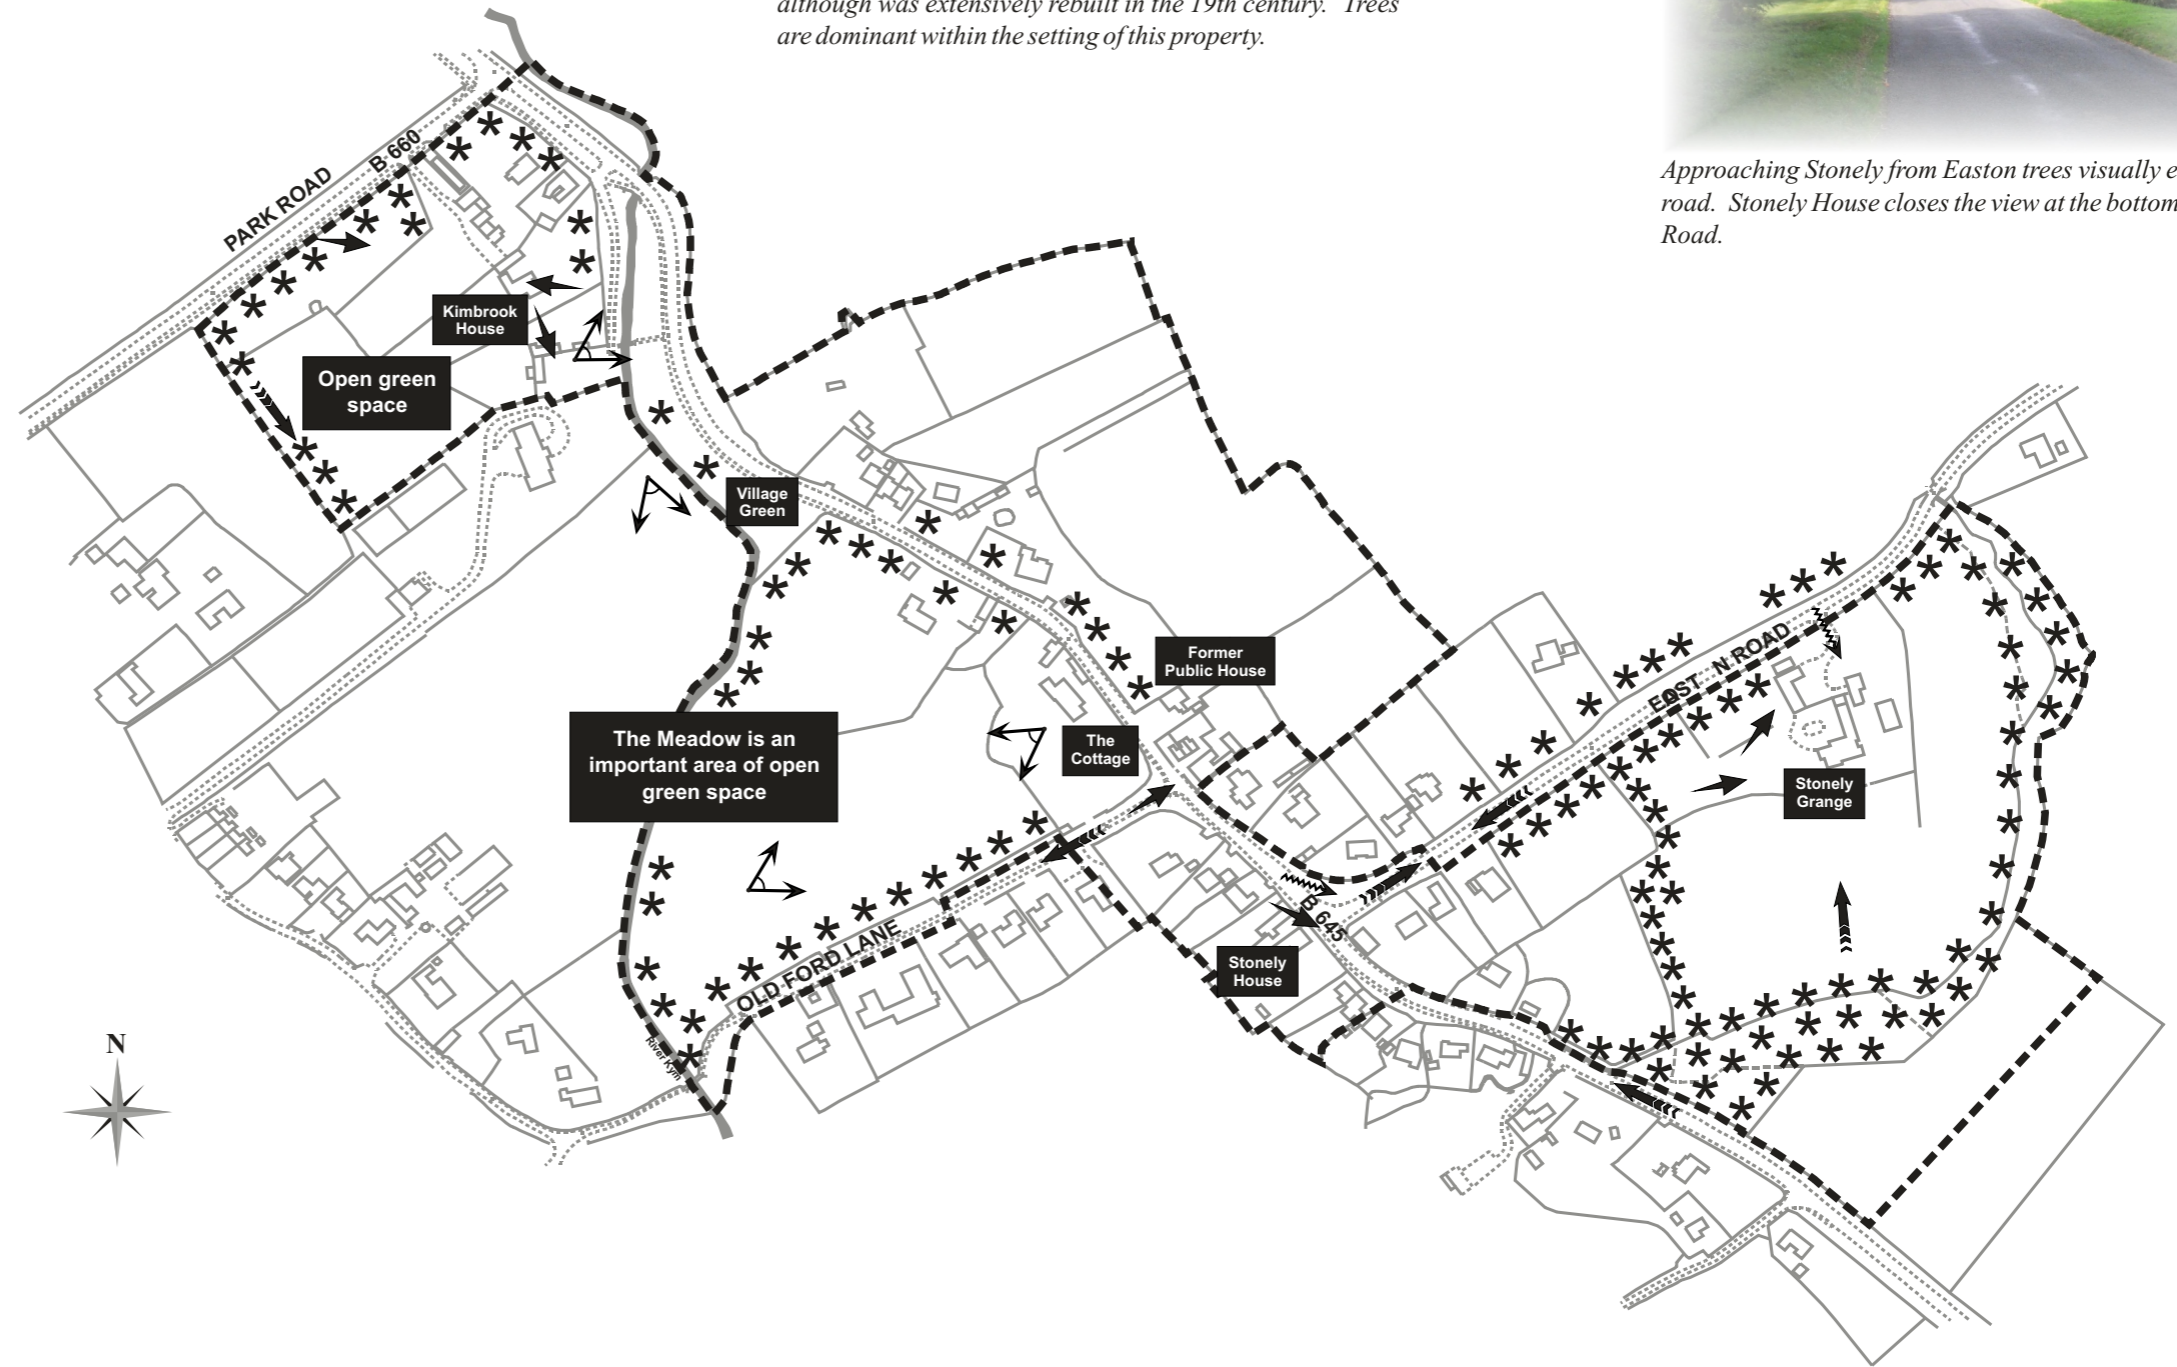 although was extensively rebuilt in the 19th century. Trees
are dominant within the setting of this property.
Approaching Stonely from Easton trees visually e
road. Stonely House closes the view at the bottom
Road.
PARK ROAD
B 660
Kimbrook
House
Open green
space
Village
Green
Former
Public House
The
Cottage
The Meadow is an
important area of open
green space
EAST N ROAD
Stonely
Grange
B 645
Stonely
House
OLD FORD LANE
River Kym
N